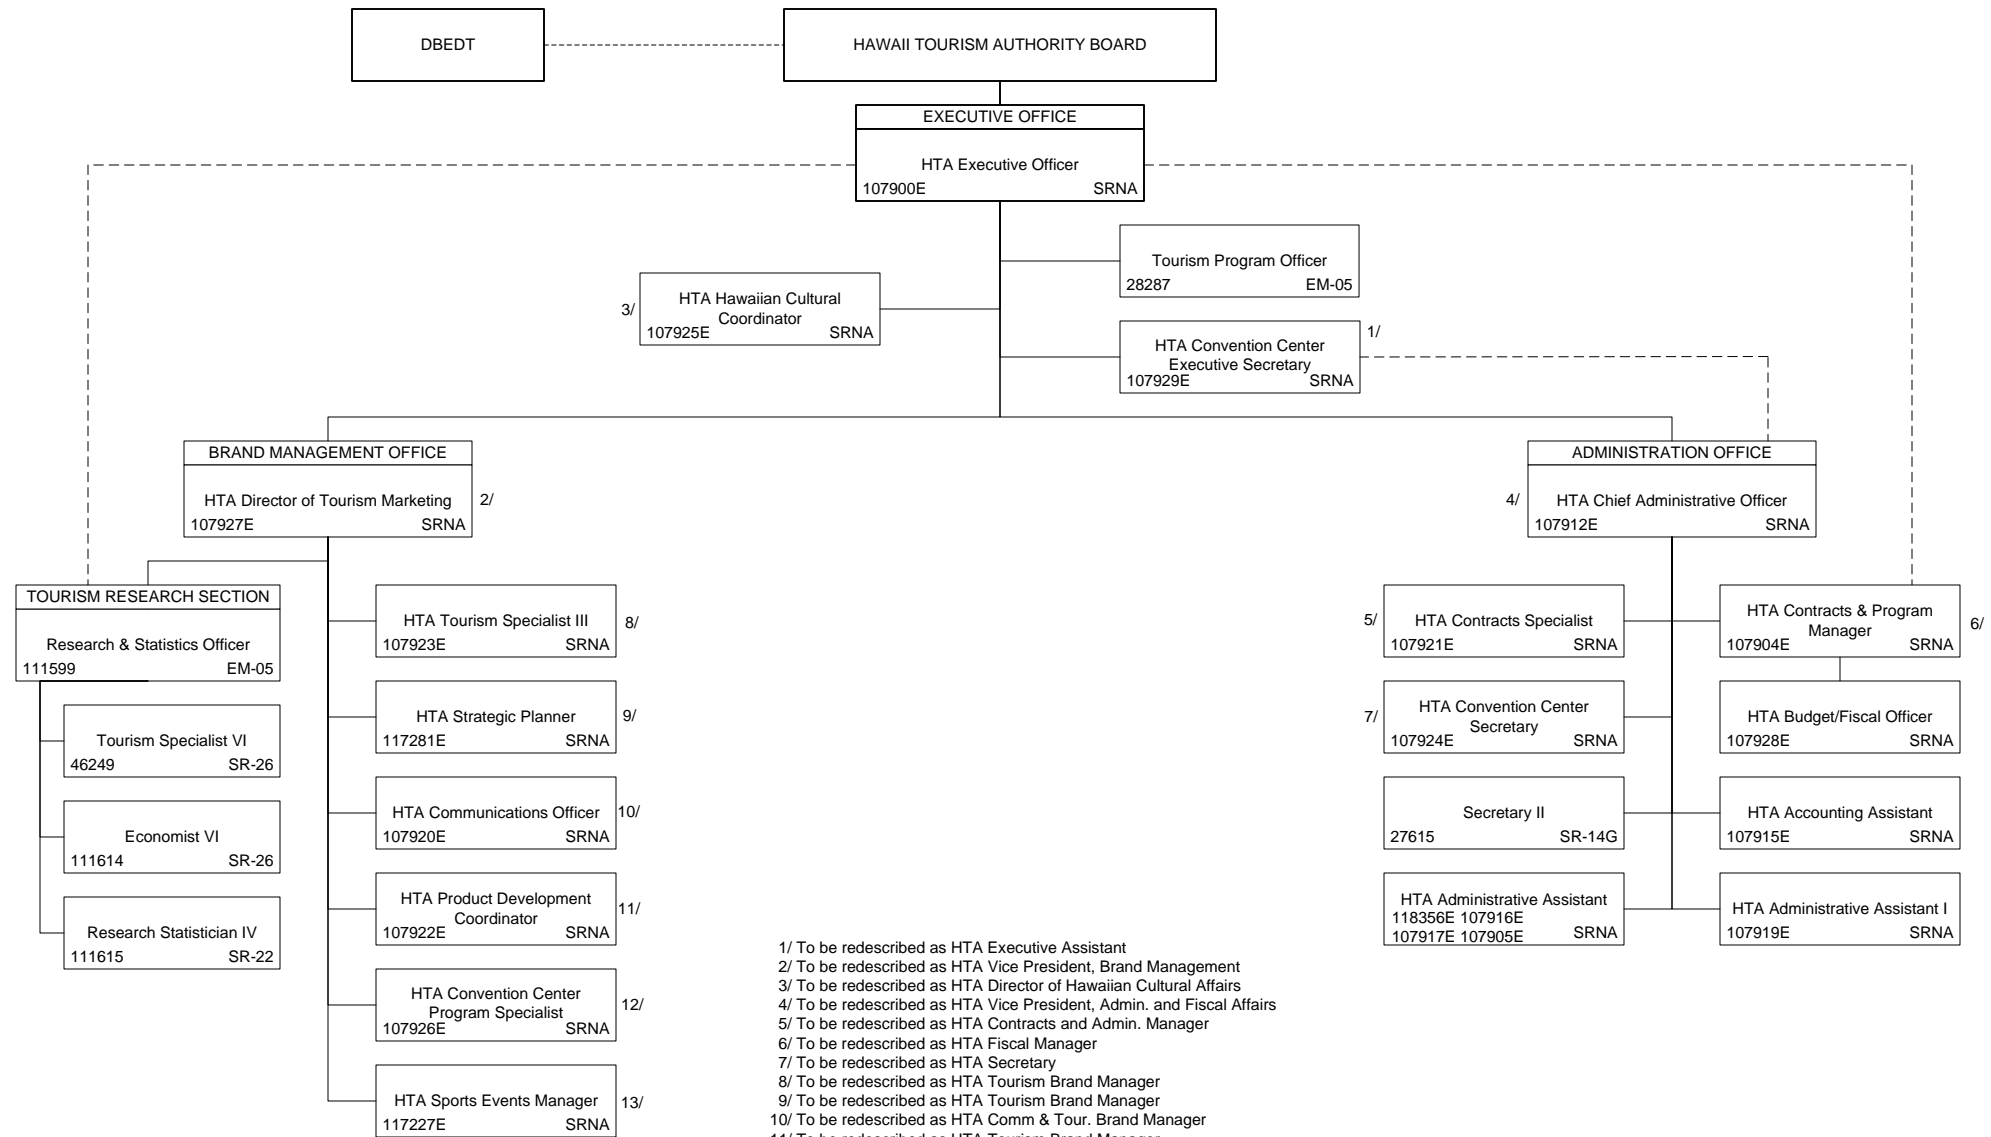 DBEDT
HAWAII TOURISM AUTHORITY BOARD
EXECUTIVE OFFICE
HTA Executive Officer
107900E SRNA
Tourism Program Officer
28287 EM-05
3/
HTA Hawaiian Cultural
Coordinator
107925E SRNA
1/
HTA Convention Center
Executive Secretary
107929E SRNA
BRAND MANAGEMENT OFFICE
HTA Director of Tourism Marketing
107927E SRNA
2/
ADMINISTRATION OFFICE
4/
HTA Chief Administrative Officer
107912E SRNA
TOURISM RESEARCH SECTION
Research & Statistics Officer
111599 EM-05
Tourism Specialist VI
46249 SR-26
Economist VI
111614 SR-26
Research Statistician IV
111615 SR-22
HTA Tourism Specialist III
107923E SRNA
8/
HTA Strategic Planner
117281E SRNA
9/
HTA Communications Officer
107920E SRNA
10/
HTA Product Development
Coordinator
107922E SRNA
11/
HTA Convention Center
Program Specialist
107926E SRNA
12/
HTA Sports Events Manager
117227E SRNA
13/
5/
HTA Contracts Specialist
107921E SRNA
HTA Contracts & Program
Manager
107904E SRNA
6/
7/
HTA Convention Center
Secretary
107924E SRNA
HTA Budget/Fiscal Officer
107928E SRNA
Secretary II
27615 SR-14G
HTA Accounting Assistant
107915E SRNA
HTA Administrative Assistant
118356E 107916E
107917E 107905E SRNA
HTA Administrative Assistant I
107919E SRNA
1/ To be redescribed as HTA Executive Assistant
2/ To be redescribed as HTA Vice President, Brand Management
3/ To be redescribed as HTA Director of Hawaiian Cultural Affairs
4/ To be redescribed as HTA Vice President, Admin. and Fiscal Affairs
5/ To be redescribed as HTA Contracts and Admin. Manager
6/ To be redescribed as HTA Fiscal Manager
7/ To be redescribed as HTA Secretary
8/ To be redescribed as HTA Tourism Brand Manager
9/ To be redescribed as HTA Tourism Brand Manager
10/ To be redescribed as HTA Comm & Tour. Brand Manager
11/ To be redescribed as HTA Tourism Brand Manager